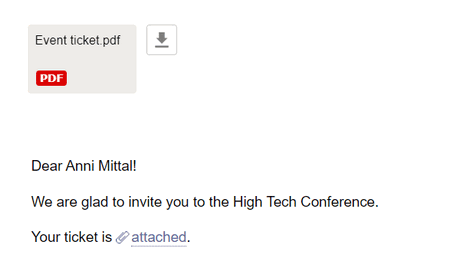 Event ticket.pdf
PDF
Dear Anni Mittal!
We are glad to invite you to the High Tech Conference.
Your ticket is attached.